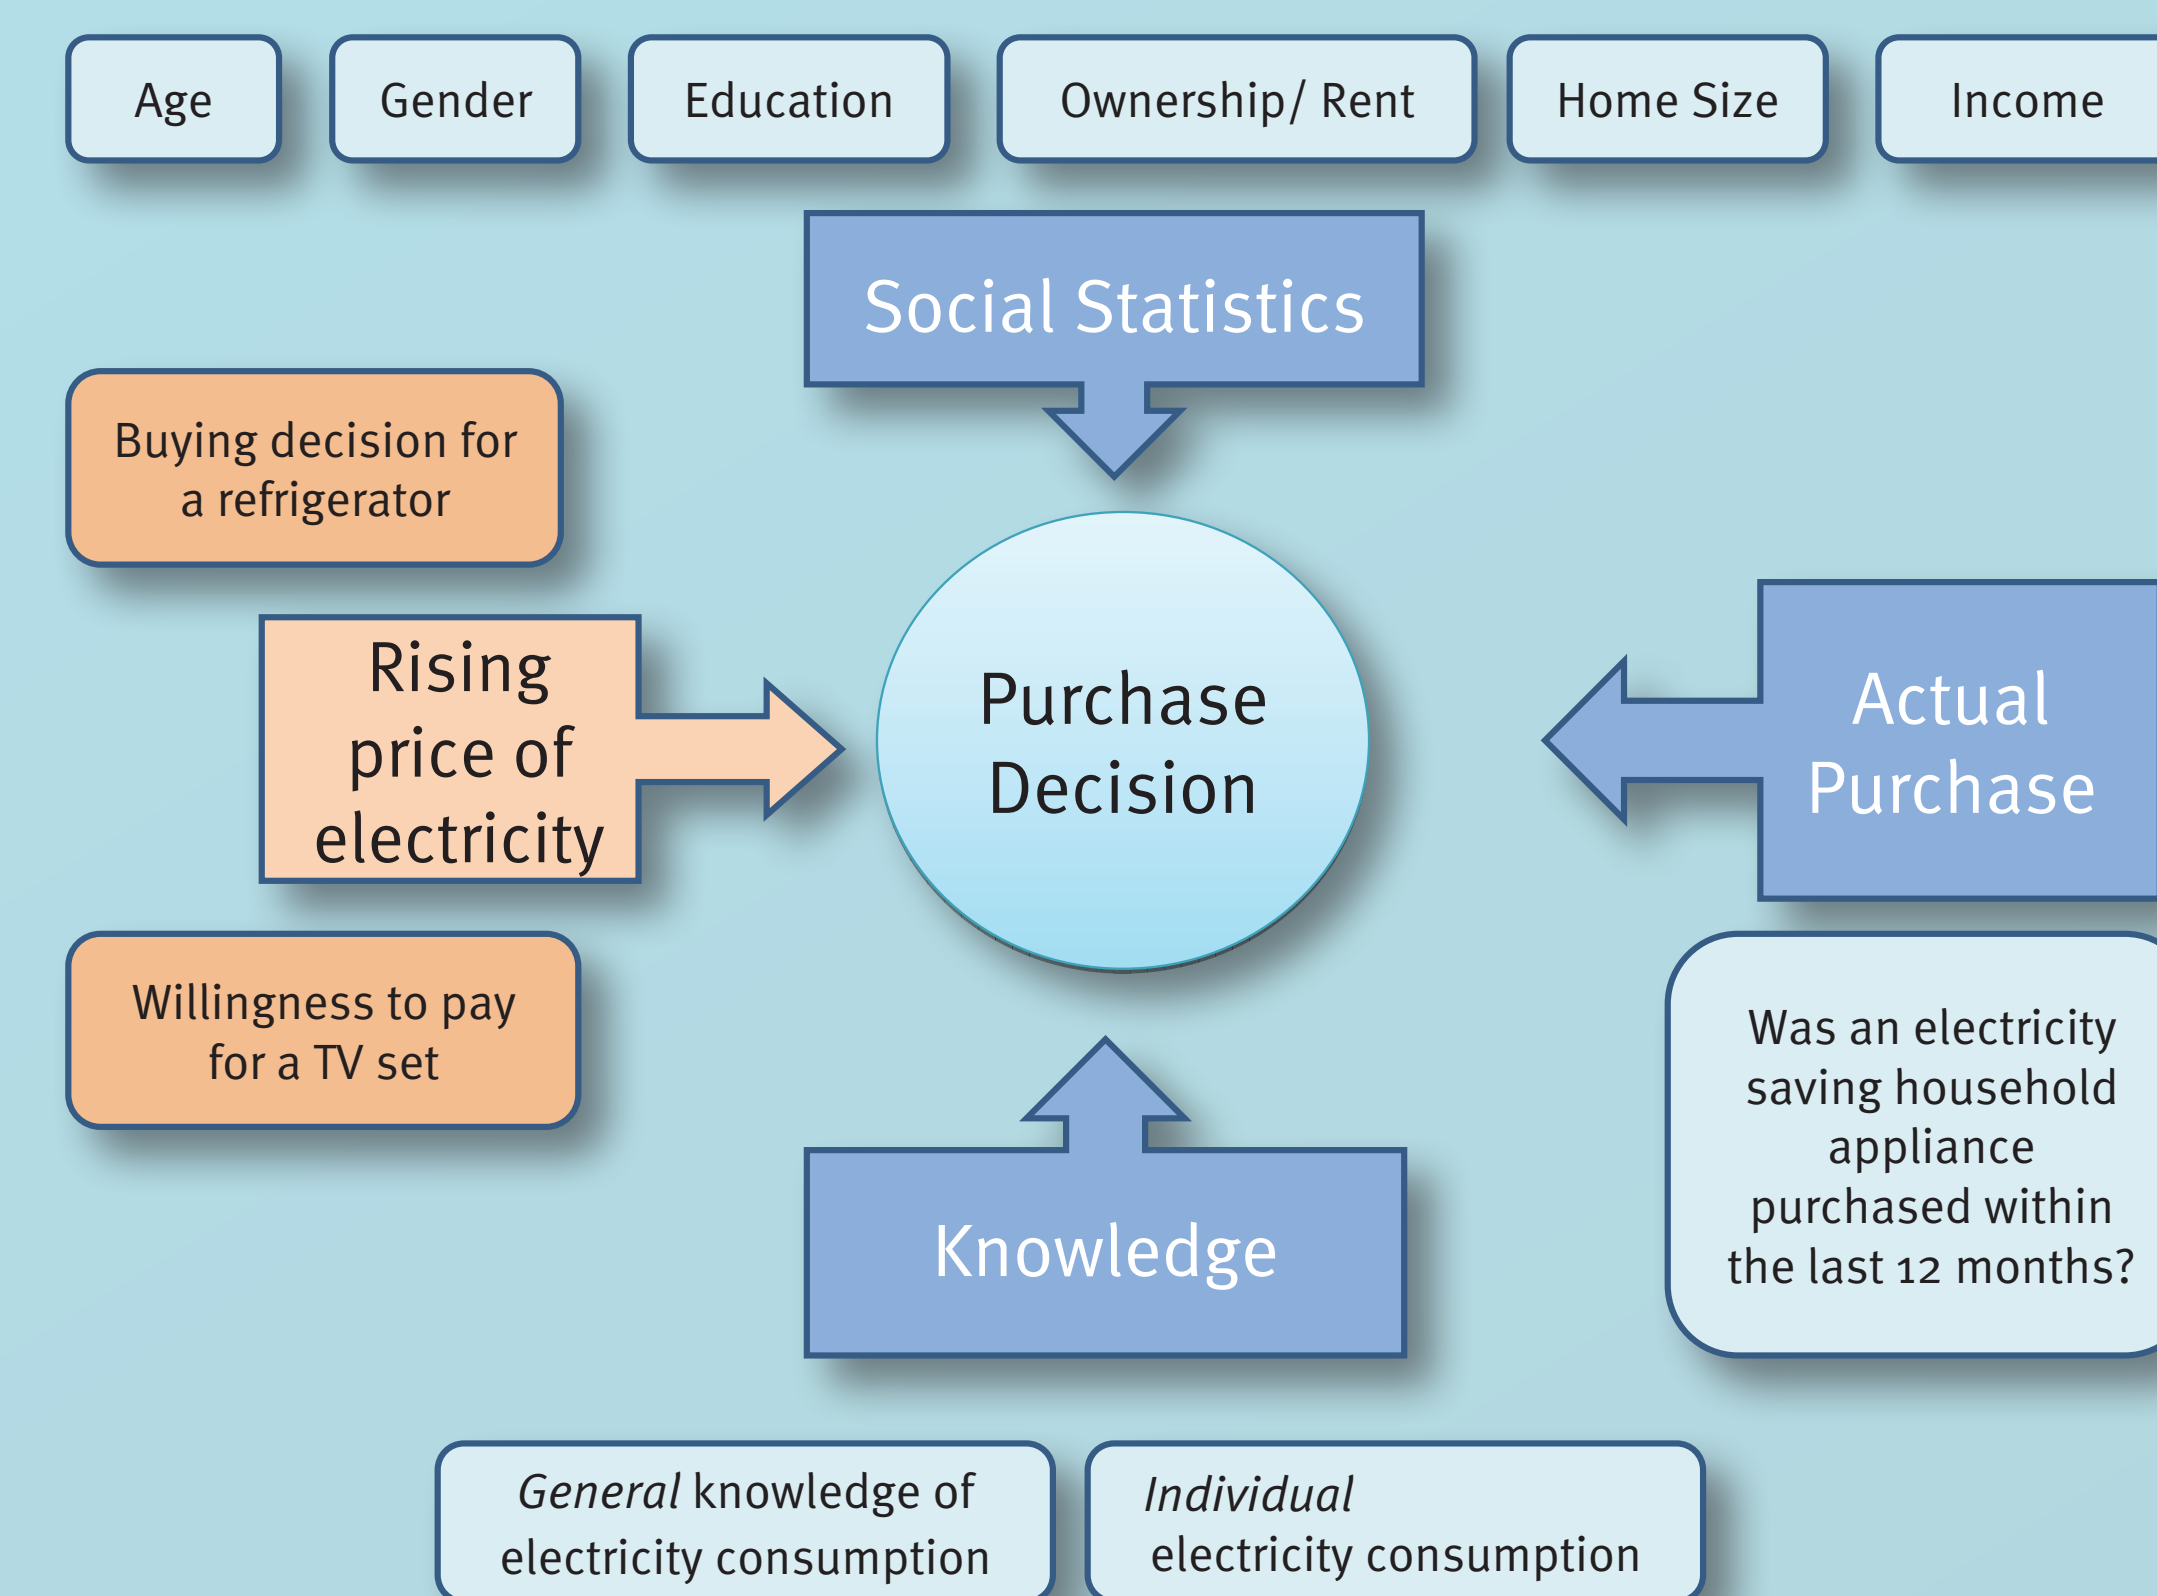 Age
Gender
Education
Ownership/ Rent
Home Size
Income
Social Statistics
Buying decision for
a refrigerator
Rising
price of
electricity
Purchase
Decision
Actual
Purchase
Willingness to pay
for a TV set
Was an electricity
saving household
appliance
purchased within
the last 12 months?
Knowledge
General knowledge of
electricity consumption
Individual
electricity consumption